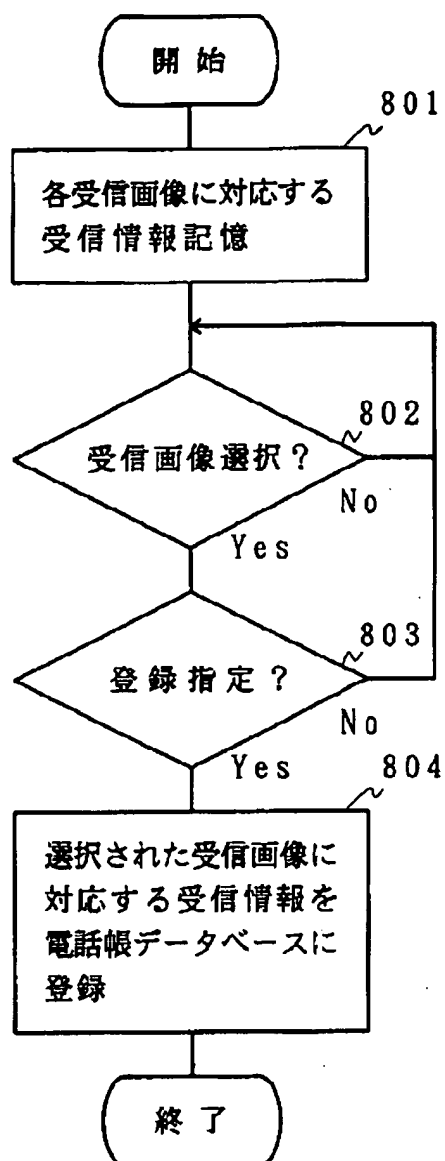 開始
801
各受信画像に対応する
受信情報記憶
802
受信画像選択?
No
Yes
803
登録指定?
No
Yes
804
選択された受信画像に
対応する受信情報を
電話帳データベースに
登録
終了